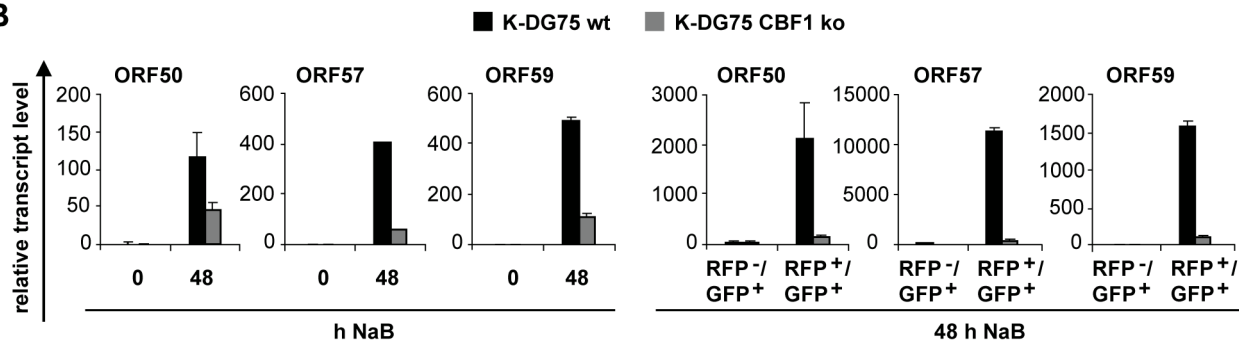 B
K-DG75 wt K-DG75 CBF1 ko
relative transcript level
ORF50
200
150
100
50
0
0 48
ORF57
600
400
200
0
0 48
ORF59
600
400
200
0
0 48
h NaB
ORF50
3000
2000
1000
0
RFP -/ RFP +/
GFP + GFP +
ORF57
15000
10000
5000
0
RFP -/ RFP +/
GFP + GFP +
ORF59
2000
1500
1000
500
0
RFP -/ RFP +/
GFP + GFP +
48 h NaB